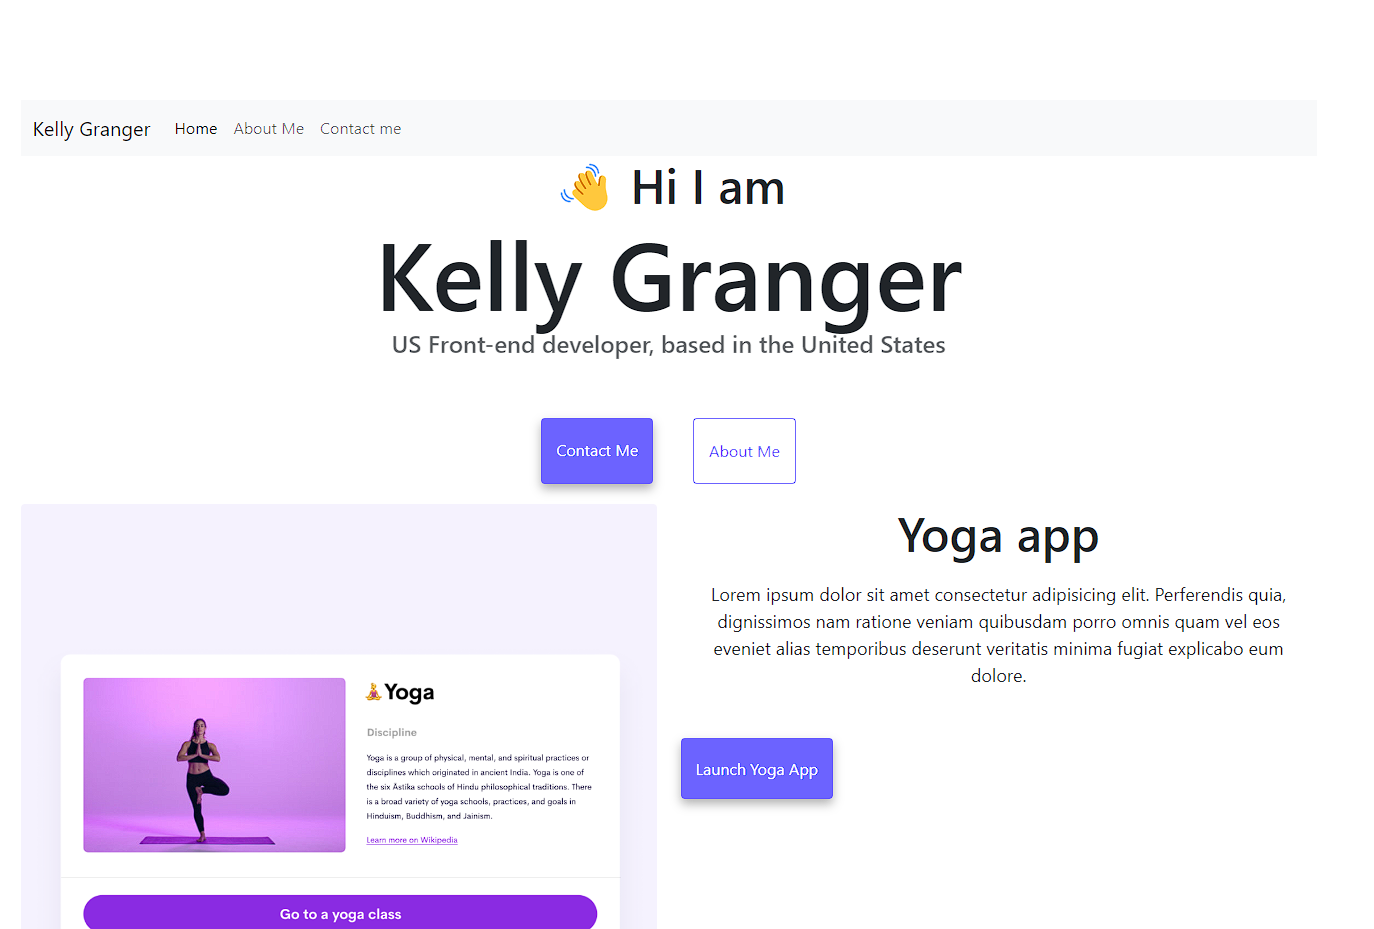 Kelly Granger Home About Me Contact me
👋 Hi I am
Kelly Granger
US Front-end developer, based in the United States
Contact Me
About Me
🧘Yoga
Discipline
Yoga is a group of physical, mental, and spiritual practices or
disciplines which originated in ancient India. Yoga is one of
the six Āstika schools of Hindu philosophical traditions. There
is a broad variety of yoga schools, practices, and goals in
Hinduism, Buddhism, and Jainism.
Learn more on Wikipedia
Go to a yoga class
Yoga app
Lorem ipsum dolor sit amet consectetur adipisicing elit. Perferendis quia,
dignissimos nam ratione veniam quibusdam porro omnis quam vel eos
eveniet alias temporibus deserunt veritatis minima fugiat explicabo eum
dolore.
Launch Yoga App